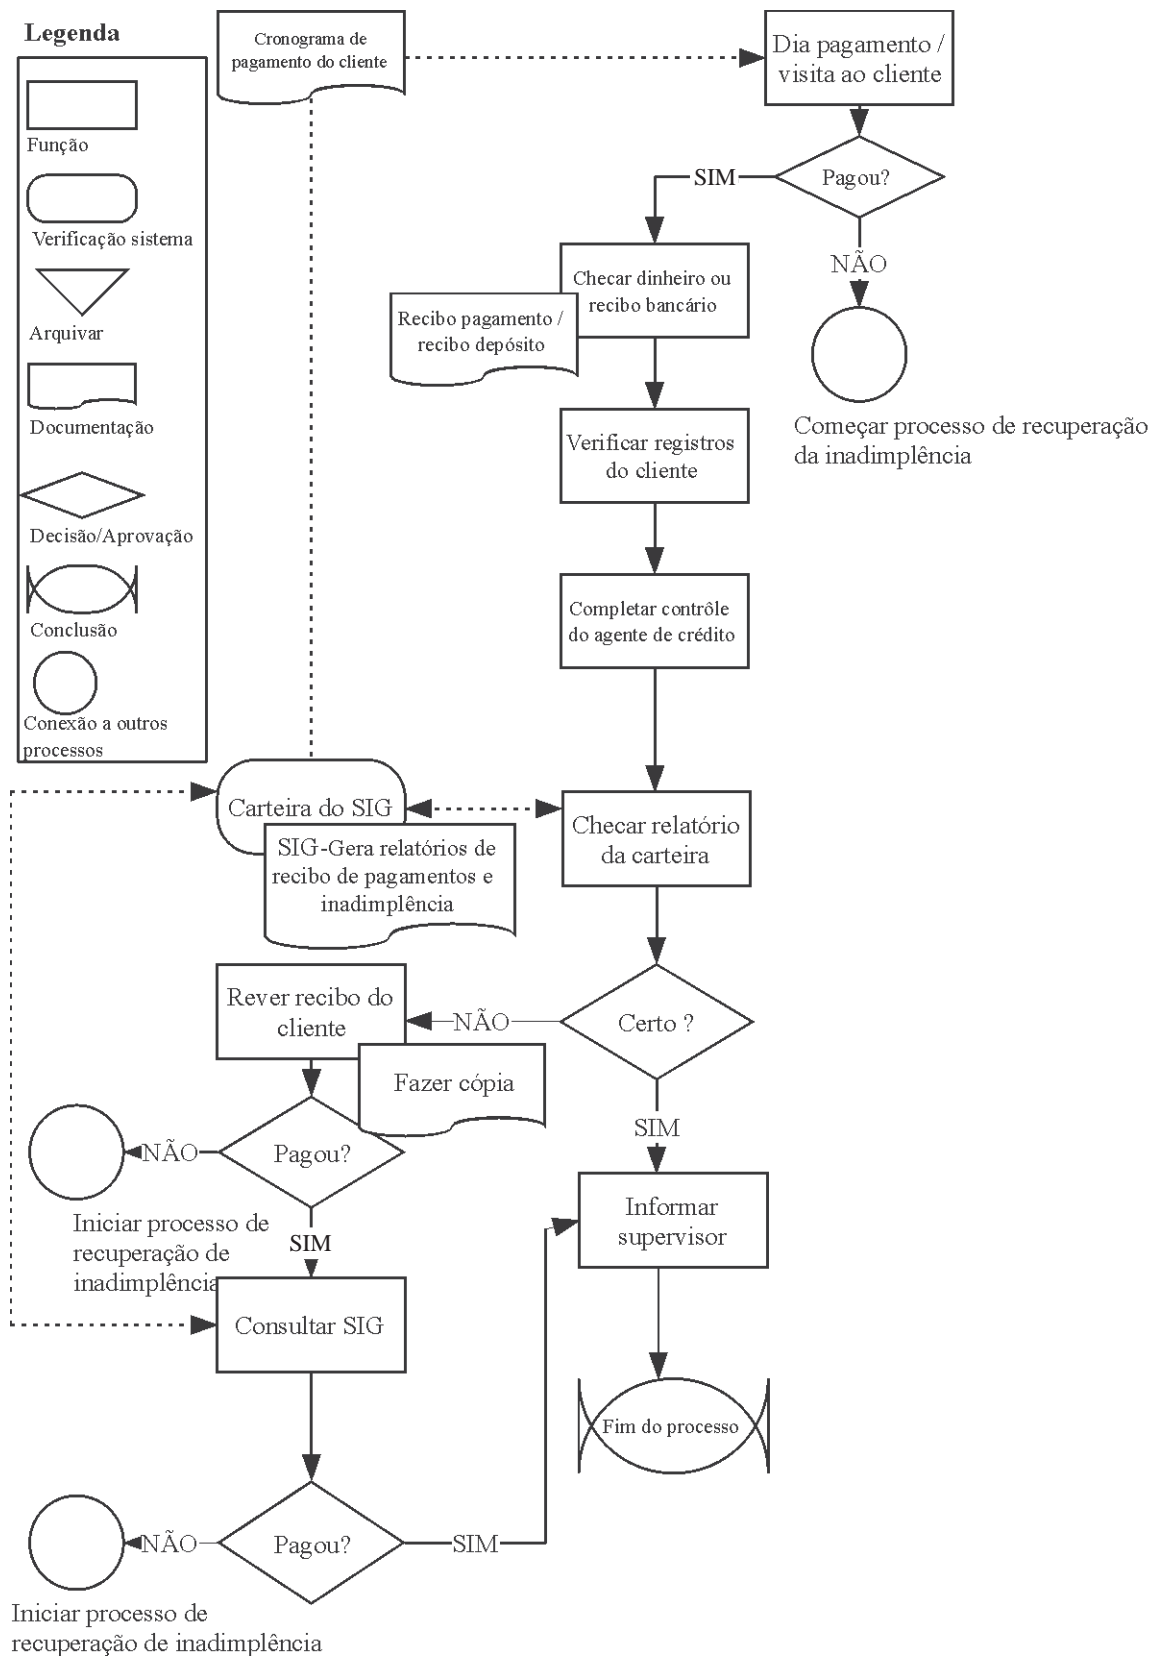 Legenda
Função
Verificação sistema
Arquivar
Documentação
Decisão/Aprovação
Conclusão
Conexão a outros
processos
Cronograma de
pagamento do cliente
Dia pagamento /
visita ao cliente
Pagou?
SIM
NÃO
Começar processo de recuperação
da inadimplência
Checar dinheiro ou
recibo bancário
Recibo pagamento /
recibo depósito
Verificar registros
do cliente
Completar contrôle
do agente de crédito
Carteira do SIG
SIG-Gera relatórios de
recibo de pagamentos e
inadimplência
Checar relatório
da carteira
Certo ?
NÃO
SIM
Rever recibo do
cliente
Fazer cópia
Pagou?
NÃO
Iniciar processo de
recuperação de
inadimplência
SIM
Informar
supervisor
Consultar SIG
Fim do processo
Pagou?
NÃO
SIM
Iniciar processo de
recuperação de inadimplência